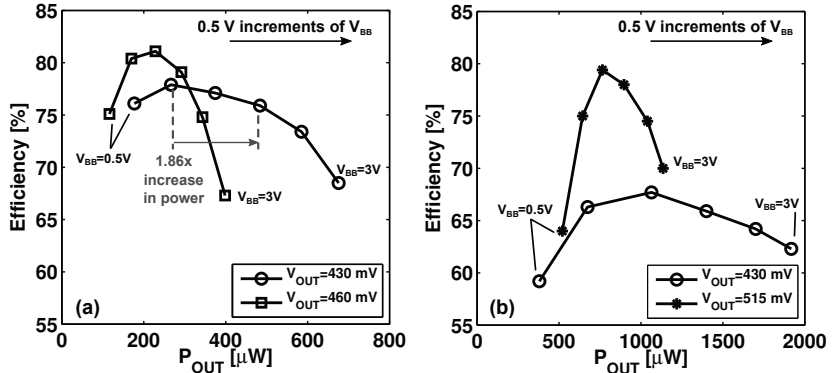 85
80
75
70
65
60
55
Efficiency [%]
0.5 V increments of V_BB
V_BB=0.5V
1.86x
increase
in power
V_BB=3V
V_BB=3V
(a)
V_OUT=430 mV
V_OUT=460 mV
0 200 400 600 800
P_OUT [μW]
85
80
75
70
65
60
55
Efficiency [%]
0.5 V increments of V_BB
V_BB=3V
V_BB=0.5V
V_BB=3V
(b)
V_OUT=430 mV
V_OUT=515 mV
0 500 1000 1500 2000
P_OUT [μW]